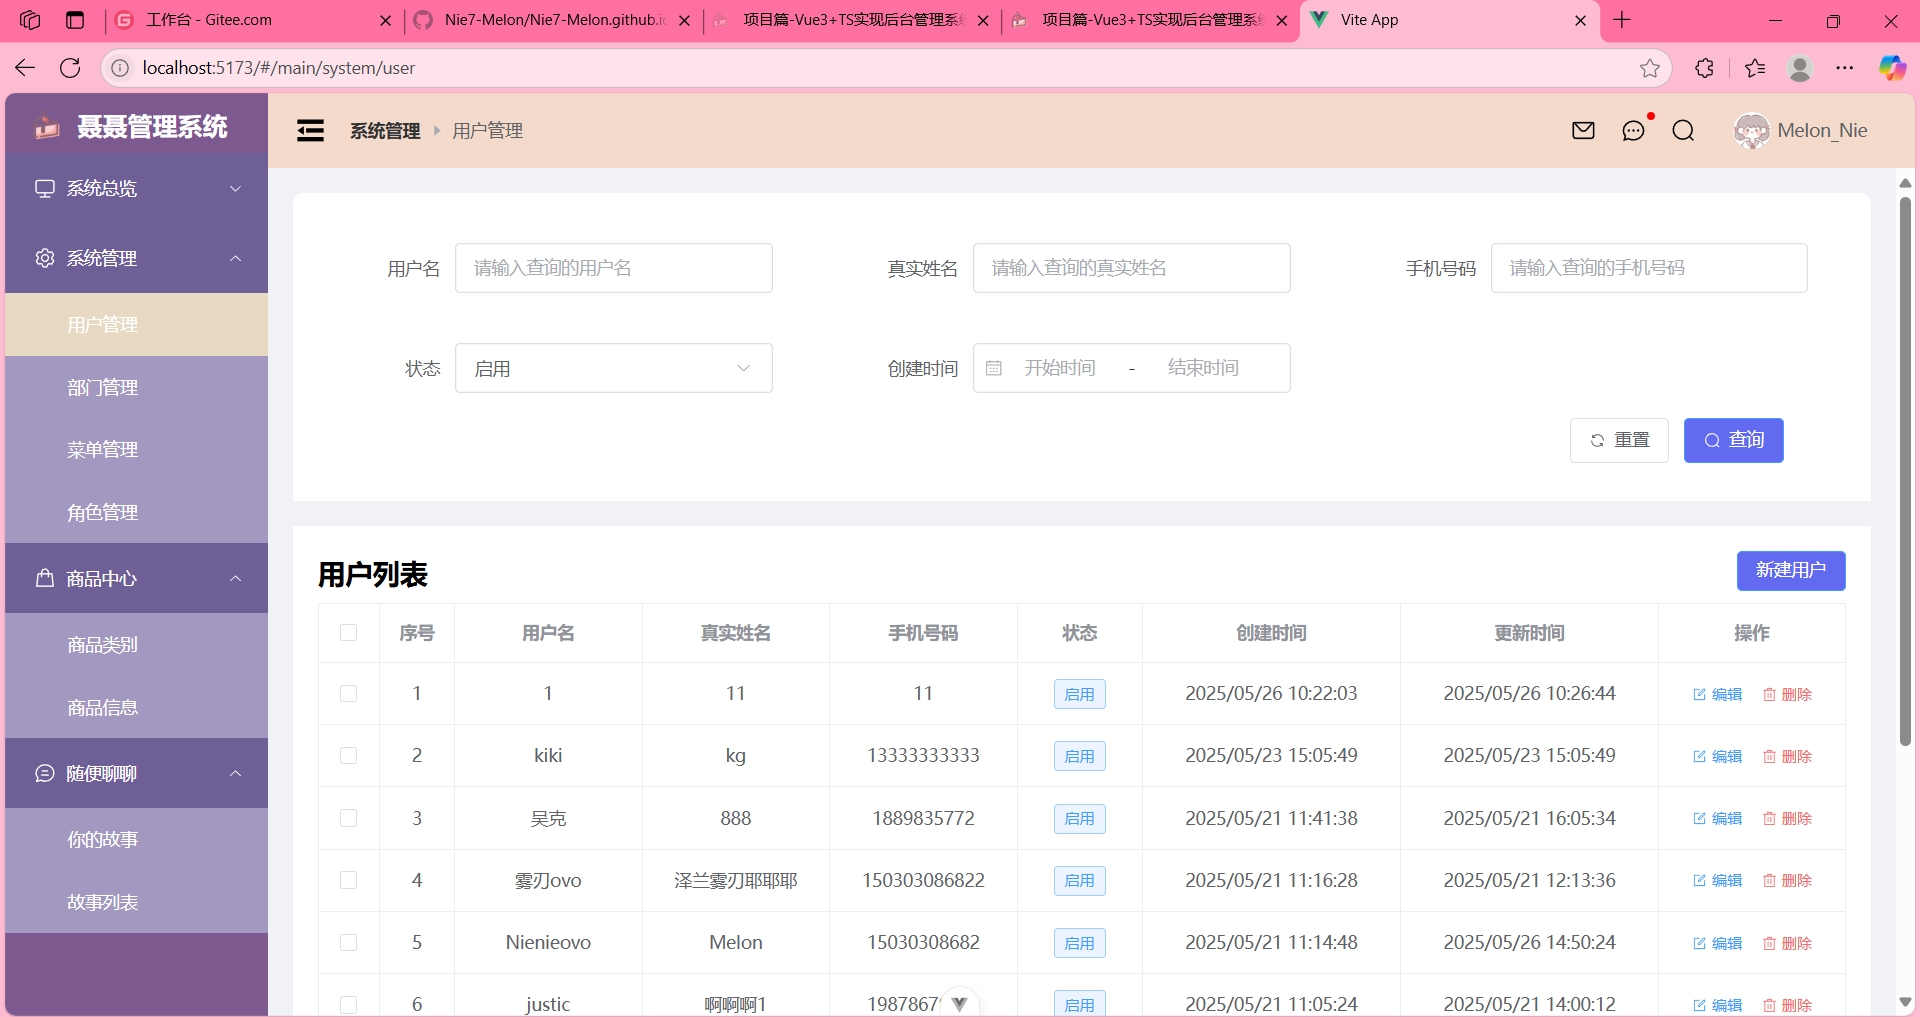 工作台 - Gitee.com
Nie7-Melon/Nie7-Melon.github.io
项目篇-Vue3+TS实现后台管理系统
项目篇-Vue3+TS实现后台管理系统
Vite App
localhost:5173/#/main/system/user
聂聂管理系统
系统管理 用户管理
Melon_Nie
系统总览
系统管理
用户管理
部门管理
菜单管理
角色管理
商品中心
商品类别
商品信息
随便聊聊
你的故事
故事列表
用户名 请输入查询的用户名 真实姓名 请输入查询的真实姓名 手机号码 请输入查询的手机号码
状态 启用 创建时间 开始时间 - 结束时间
重置 查询
用户列表 新建用户
序号 用户名 真实姓名 手机号码 状态 创建时间 更新时间 操作
1 1 11 11 启用 2025/05/26 10:22:03 2025/05/26 10:26:44 编辑 删除
2 kiki kg 13333333333 启用 2025/05/23 15:05:49 2025/05/23 15:05:49 编辑 删除
3 吴克 888 1889835772 启用 2025/05/21 11:41:38 2025/05/21 16:05:34 编辑 删除
4 雾刃ovo 泽兰雾刃耶耶耶 150303086822 启用 2025/05/21 11:16:28 2025/05/21 12:13:36 编辑 删除
5 Nienieovo Melon 15030308682 启用 2025/05/21 11:14:48 2025/05/26 14:50:24 编辑 删除
6 justic 啊啊啊1 198786 启用 2025/05/21 11:05:24 2025/05/21 14:00:12 编辑 删除